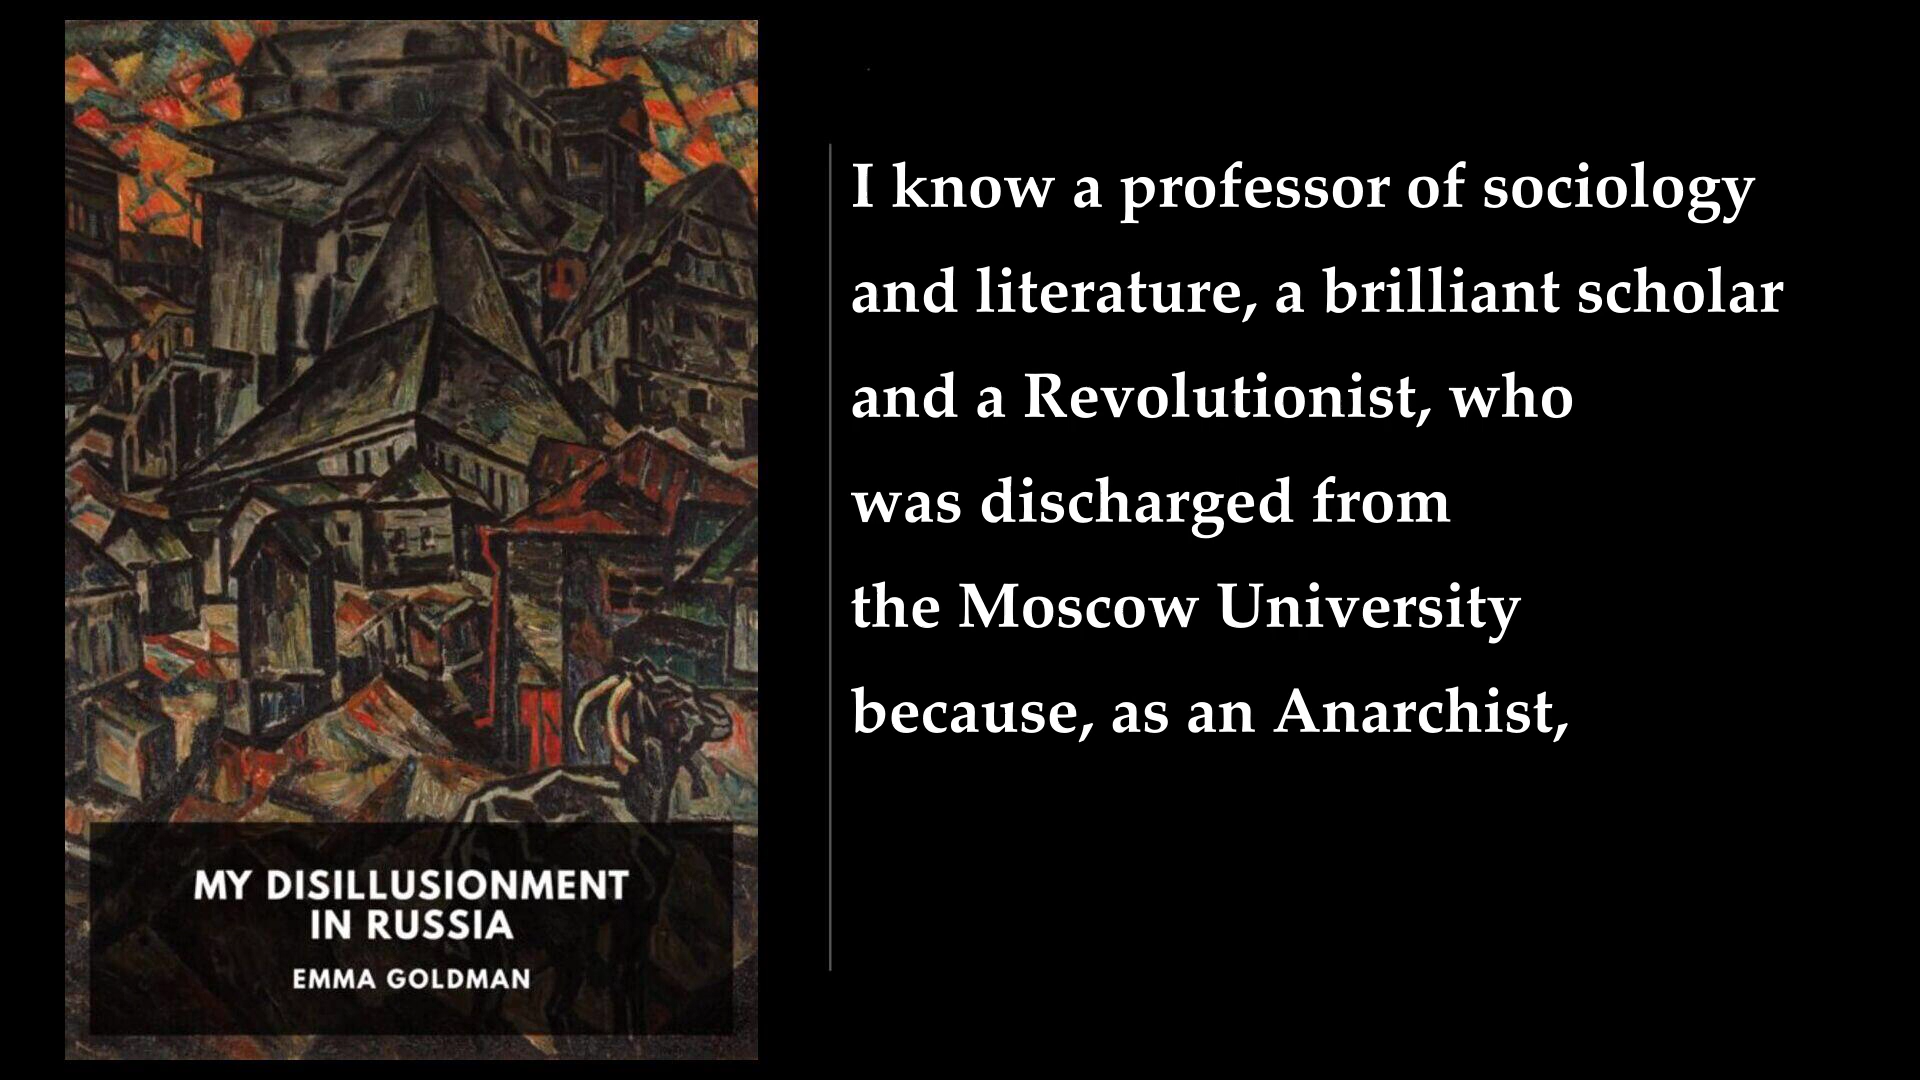 MY DISILLUSIONMENT
IN RUSSIA
EMMA GOLDMAN
I know a professor of sociology
and literature, a brilliant scholar
and a Revolutionist, who
was discharged from
the Moscow University
because, as an Anarchist,